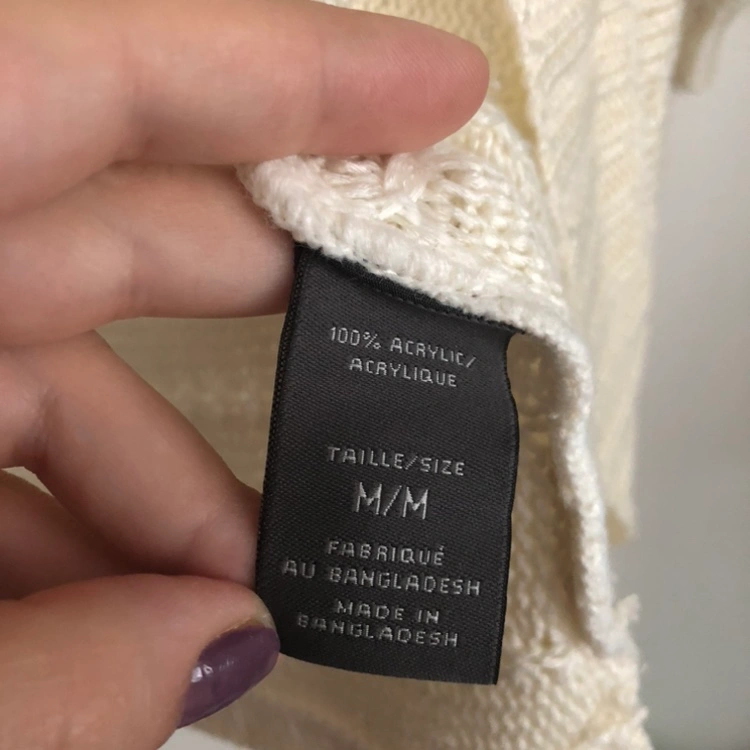 100% ACRYLIC/
ACRYLIQUE
TAILLE/SIZE
M/M
FABRIQUÉ
AU BANGLADESH
MADE IN
BANGLADESH